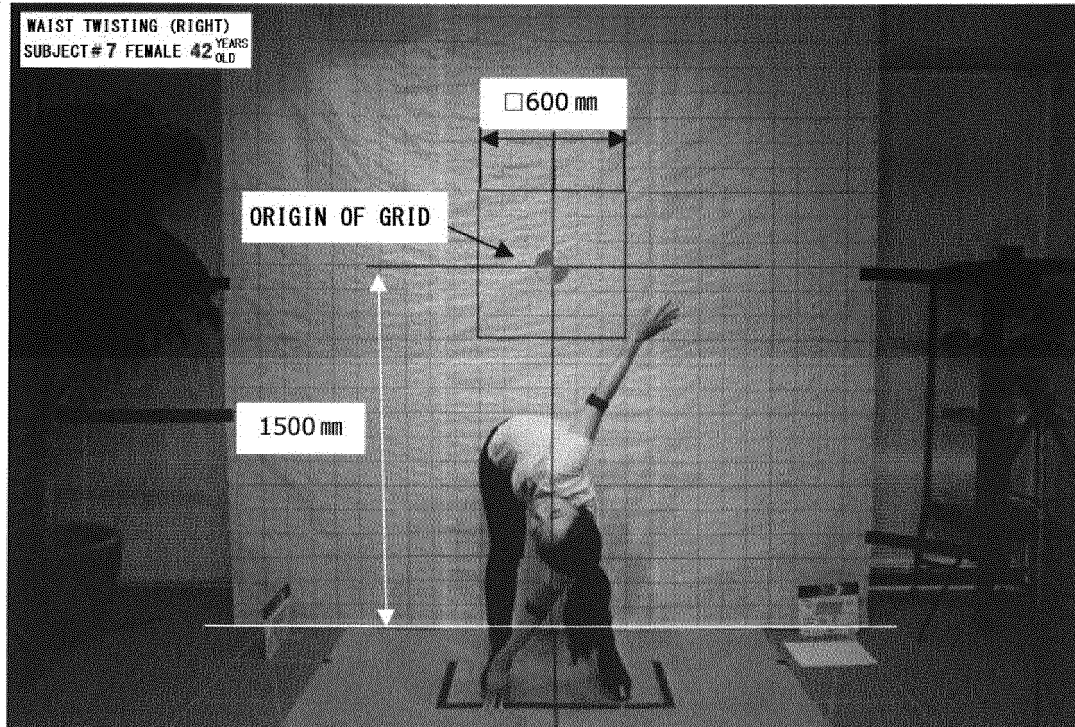 WAIST TWISTING (RIGHT)
SUBJECT# 7 FEMALE 42 YEARS OLD
□600 mm
ORIGIN OF GRID
1500 mm